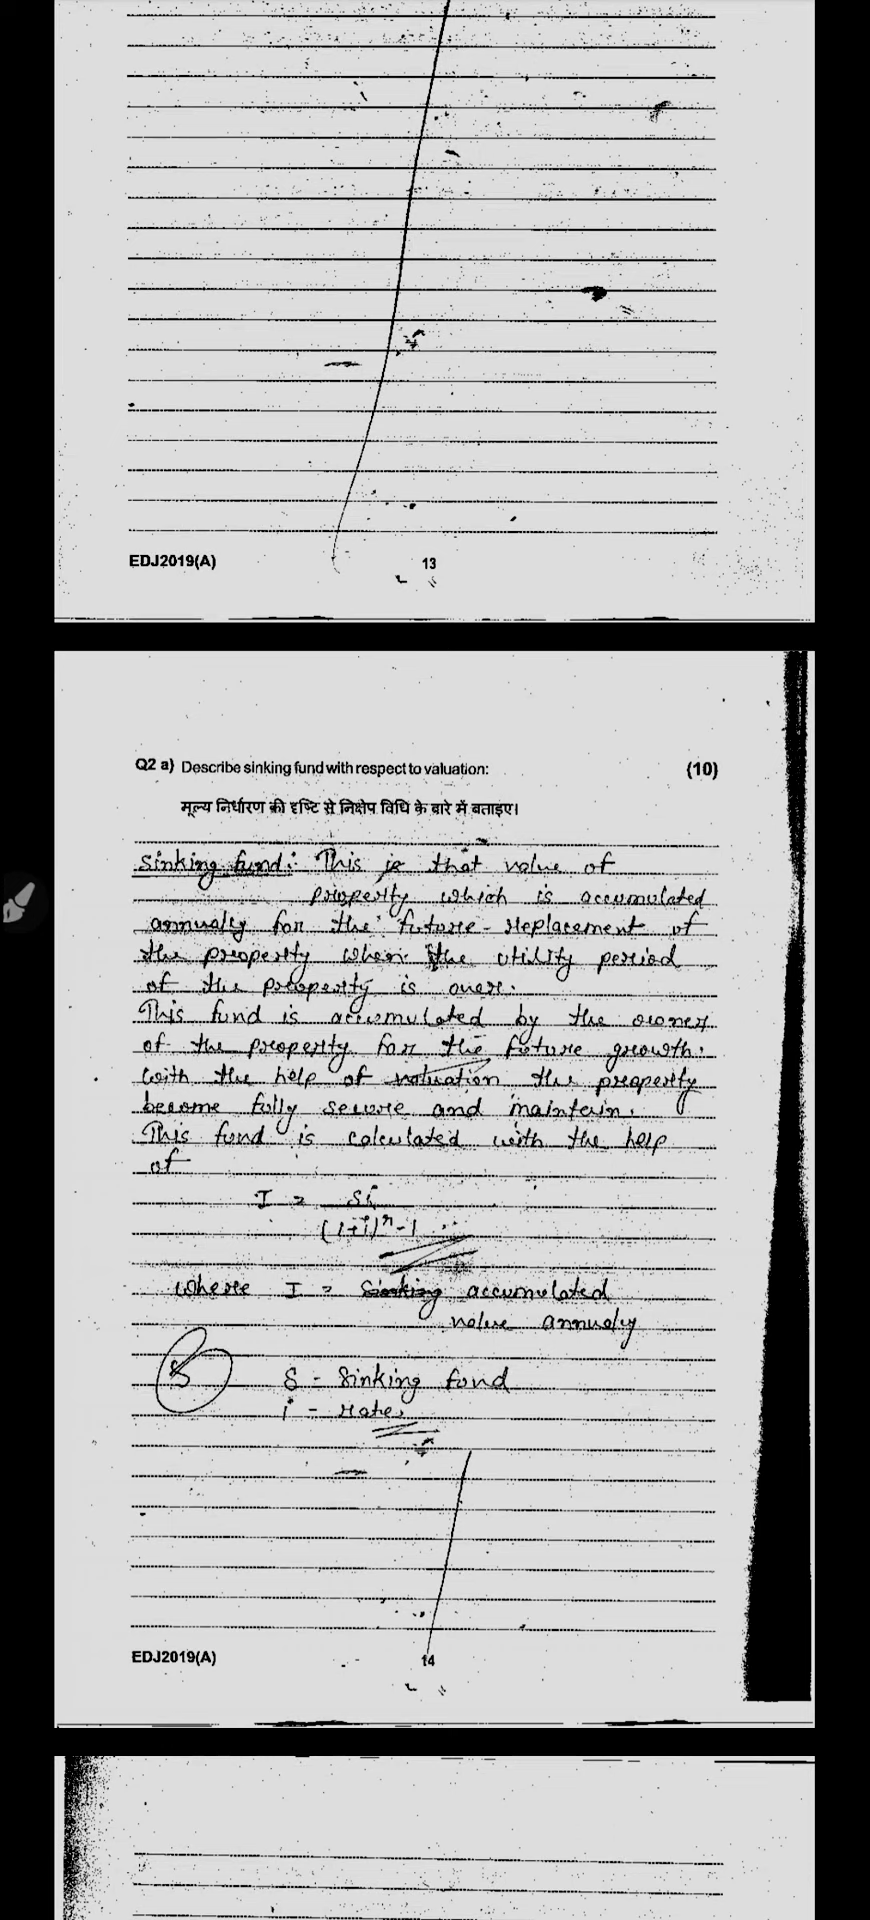 EDJ2019(A)
13
Q2 a) Describe sinking fund with respect to valuation: (10)
मूल्य निर्धारण की दृष्टि से निक्षेप विधि के बारे में बताइए।
Sinking fund: This is that value of
property which is accumulated
annually for the future replacement of
the property when the utility period
of the property is over.
This fund is accumulated by the owner
of the property for the future growth.
with the help of valuation the property
become fully secure and maintain.
This fund is calculated with the help
of
I = Si
(1+i)ⁿ-1
where I = Sinking accumulated
value annualy
S - Sinking fund
i - rate.
EDJ2019(A)
14